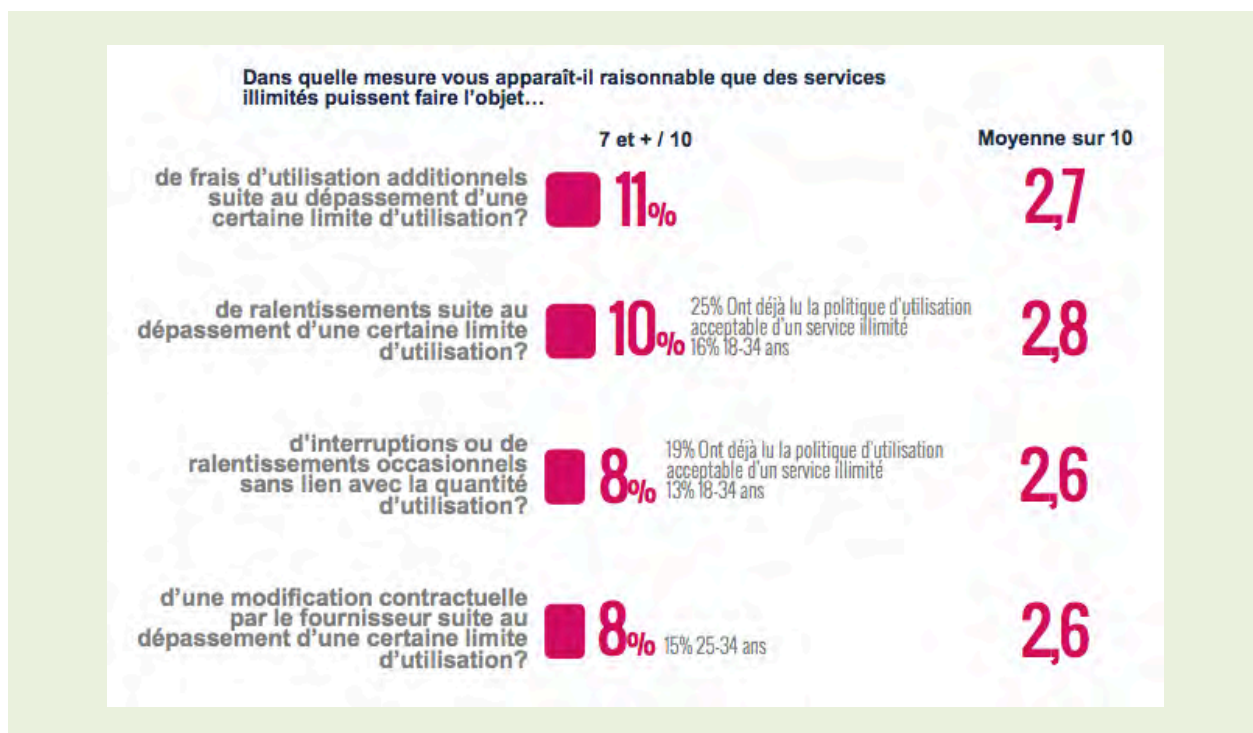 Dans quelle mesure vous apparaît-il raisonnable que des services
illimités puissent faire l'objet…
7 et + / 10
Moyenne sur 10
de frais d'utilisation additionnels
suite au dépassement d'une
certaine limite d'utilisation?
11%
2,7
de ralentissements suite au
dépassement d'une certaine limite
d'utilisation?
10%
25% Ont déjà lu la politique d'utilisation
acceptable d'un service illimité
16% 18-34 ans
2,8
d'interruptions ou de
ralentissements occasionnels
sans lien avec la quantité
d'utilisation?
8%
19% Ont déjà lu la politique d'utilisation
acceptable d'un service illimité
13% 18-34 ans
2,6
d'une modification contractuelle
par le fournisseur suite au
dépassement d'une certaine limite
d'utilisation?
8%
15% 25-34 ans
2,6